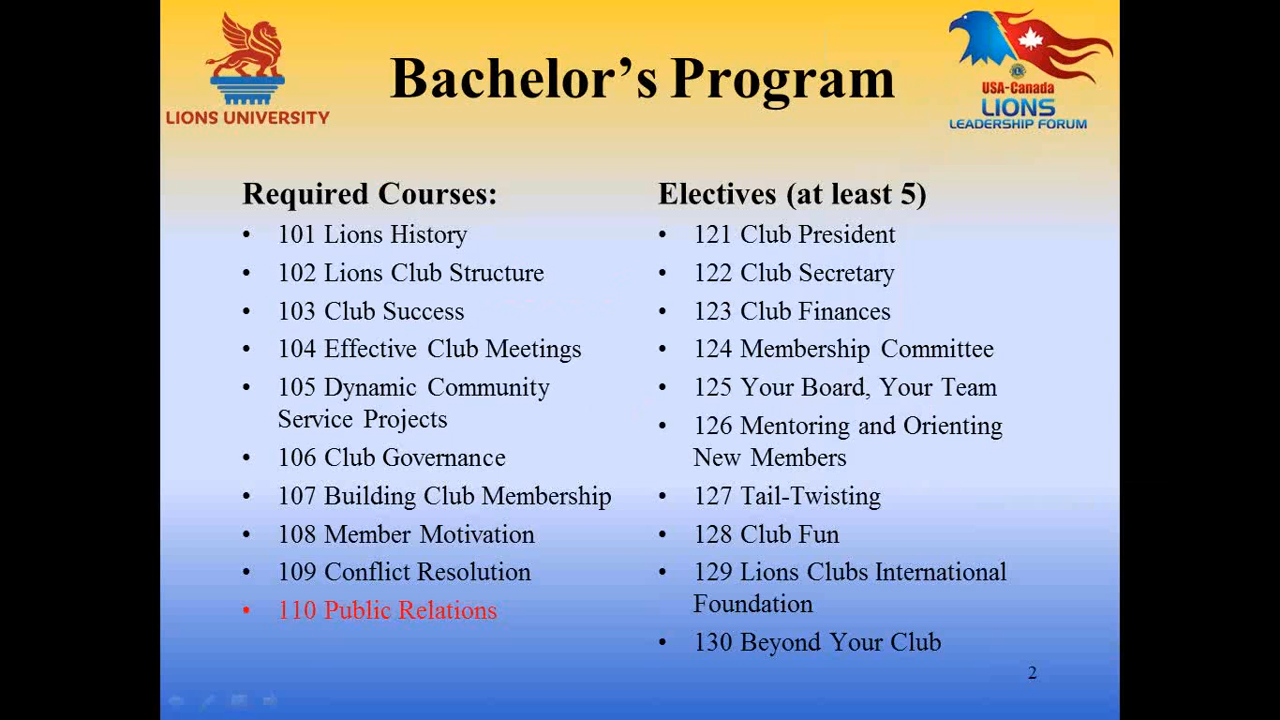 Bachelor's Program
LIONS UNIVERSITY
USA-Canada
LIONS
LEADERSHIP FORUM
Required Courses:
• 101 Lions History
• 102 Lions Club Structure
• 103 Club Success
• 104 Effective Club Meetings
• 105 Dynamic Community
Service Projects
• 106 Club Governance
• 107 Building Club Membership
• 108 Member Motivation
• 109 Conflict Resolution
• 110 Public Relations
Electives (at least 5)
• 121 Club President
• 122 Club Secretary
• 123 Club Finances
• 124 Membership Committee
• 125 Your Board, Your Team
• 126 Mentoring and Orienting
New Members
• 127 Tail-Twisting
• 128 Club Fun
• 129 Lions Clubs International
Foundation
• 130 Beyond Your Club
2